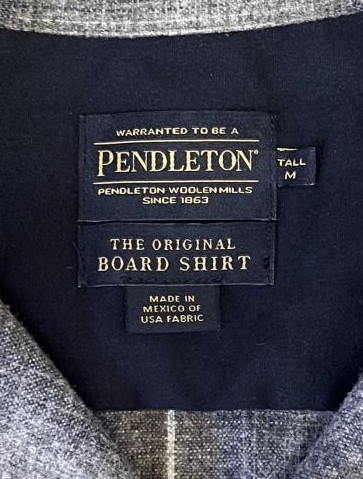 WARRANTED TO BE A
PENDLETON®
PENDLETON WOOLEN MILLS
SINCE 1863
TALL
M
THE ORIGINAL
BOARD SHIRT
MADE IN
MEXICO OF
USA FABRIC